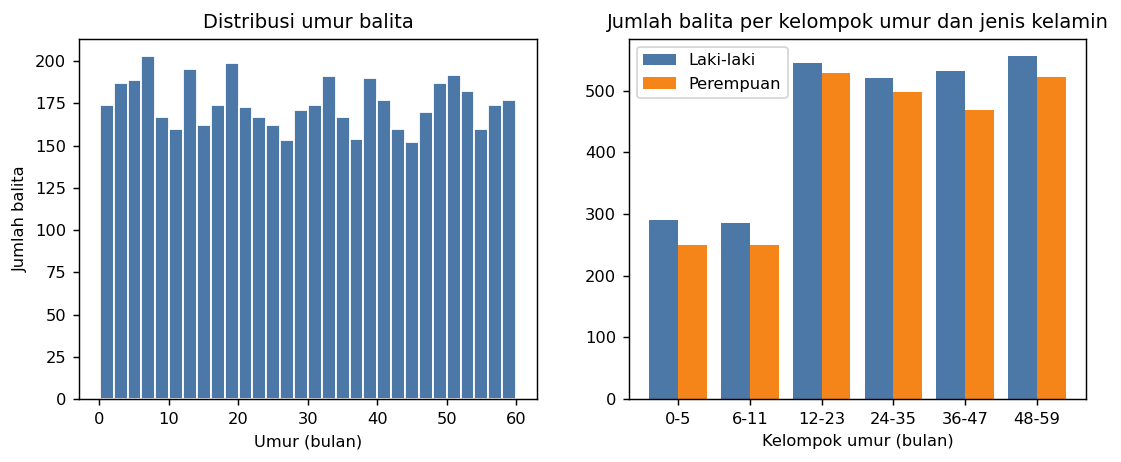 Distribusi umur balita
200
175
150
125
100
75
50
25
0
Jumlah balita
0 10 20 30 40 50 60
Umur (bulan)
Jumlah balita per kelompok umur dan jenis kelamin
Laki-laki
Perempuan
500
400
300
200
100
0
0-5 6-11 12-23 24-35 36-47 48-59
Kelompok umur (bulan)